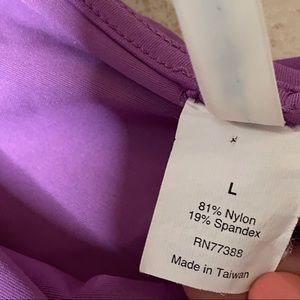 L
81% Nylon
19% Spandex
RN77388
Made in Taiwan